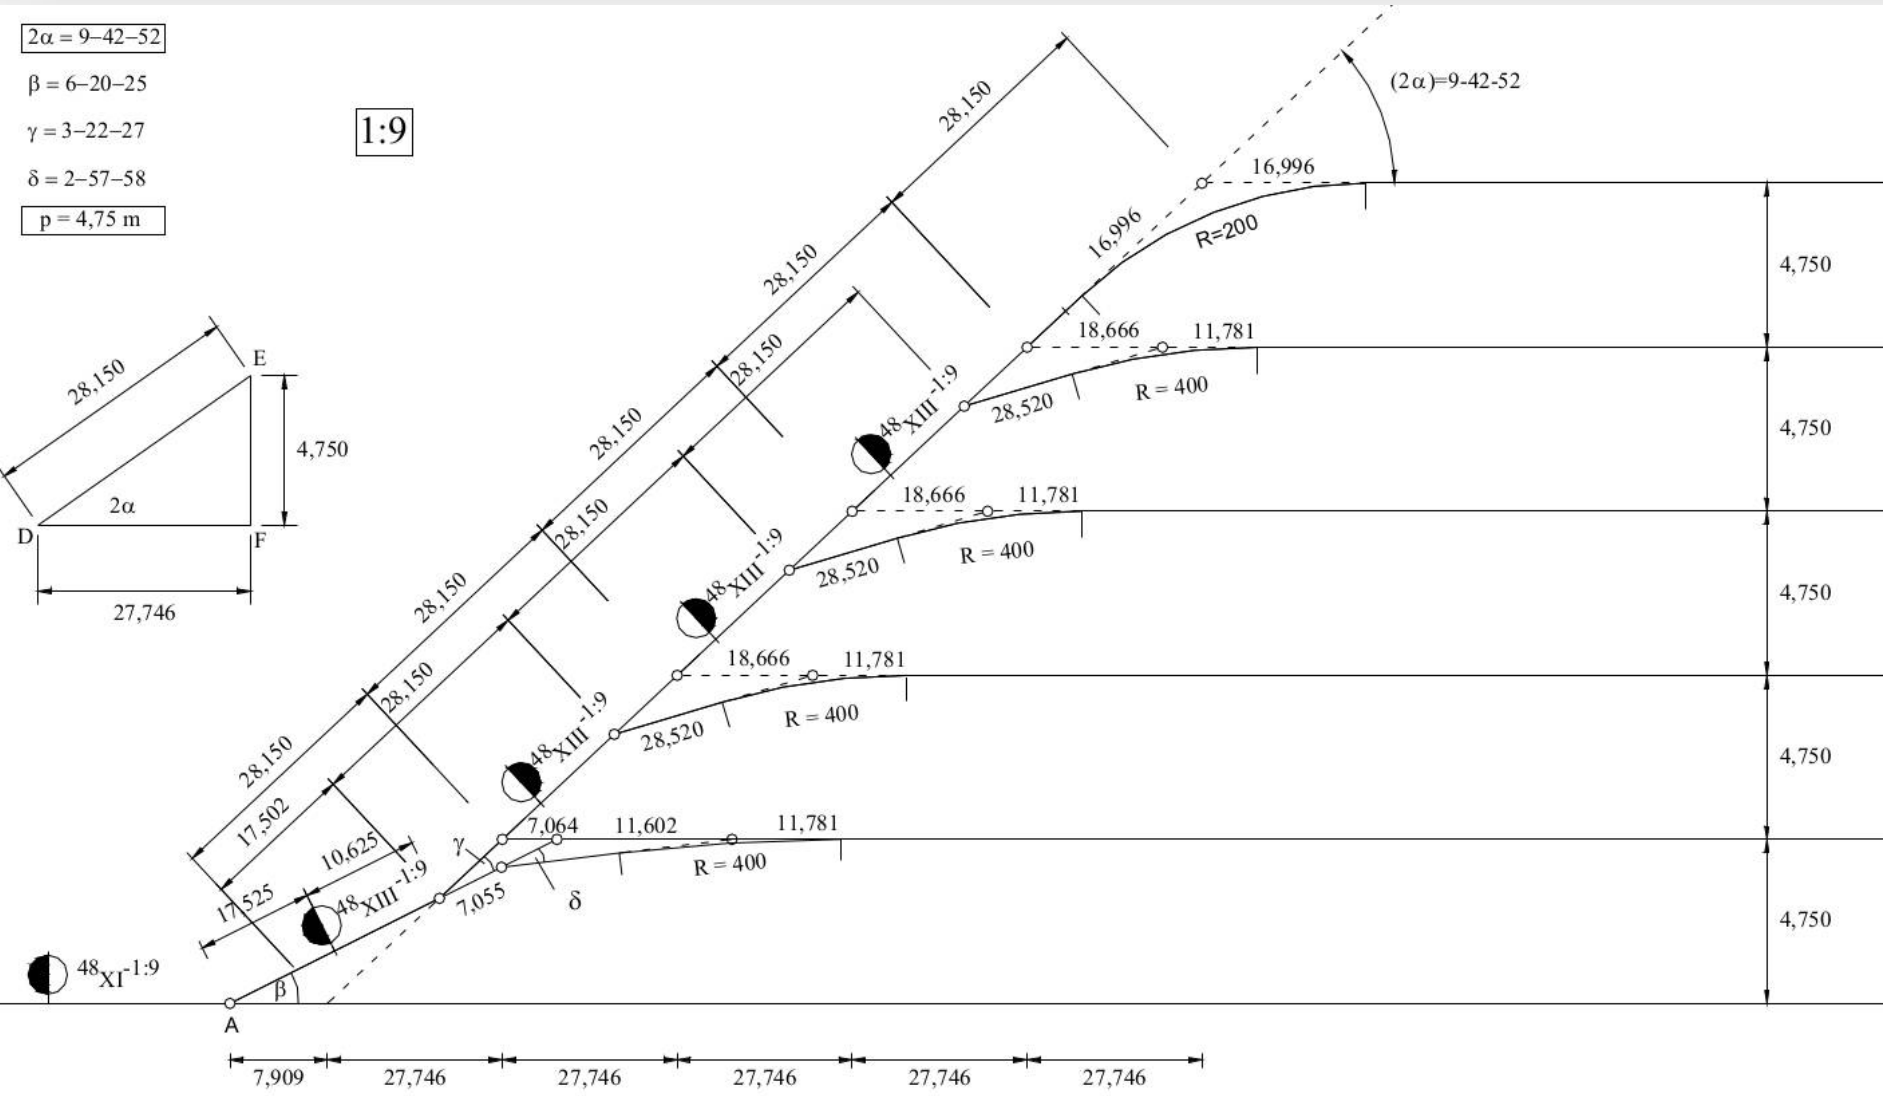 2α = 9–42–52
β = 6–20–25
γ = 3–22–27
δ = 2–57–58
p = 4,75 m
1:9
28,150
E
4,750
2α
D
F
27,746
28,150
(2α)=9-42-52
16,996
16,996
R=200
4,750
28,150
28,150
18,666
11,781
28,520
R = 400
48XIII-1:9
4,750
28,150
28,150
18,666
11,781
28,520
R = 400
48XIII-1:9
4,750
28,150
28,150
18,666
11,781
28,520
R = 400
48XIII-1:9
4,750
28,150
17,502
10,625
17,525
48XIII-1:9
γ
7,064
11,602
11,781
R = 400
7,055
δ
4,750
48XI-1:9
β
A
7,909
27,746
27,746
27,746
27,746
27,746